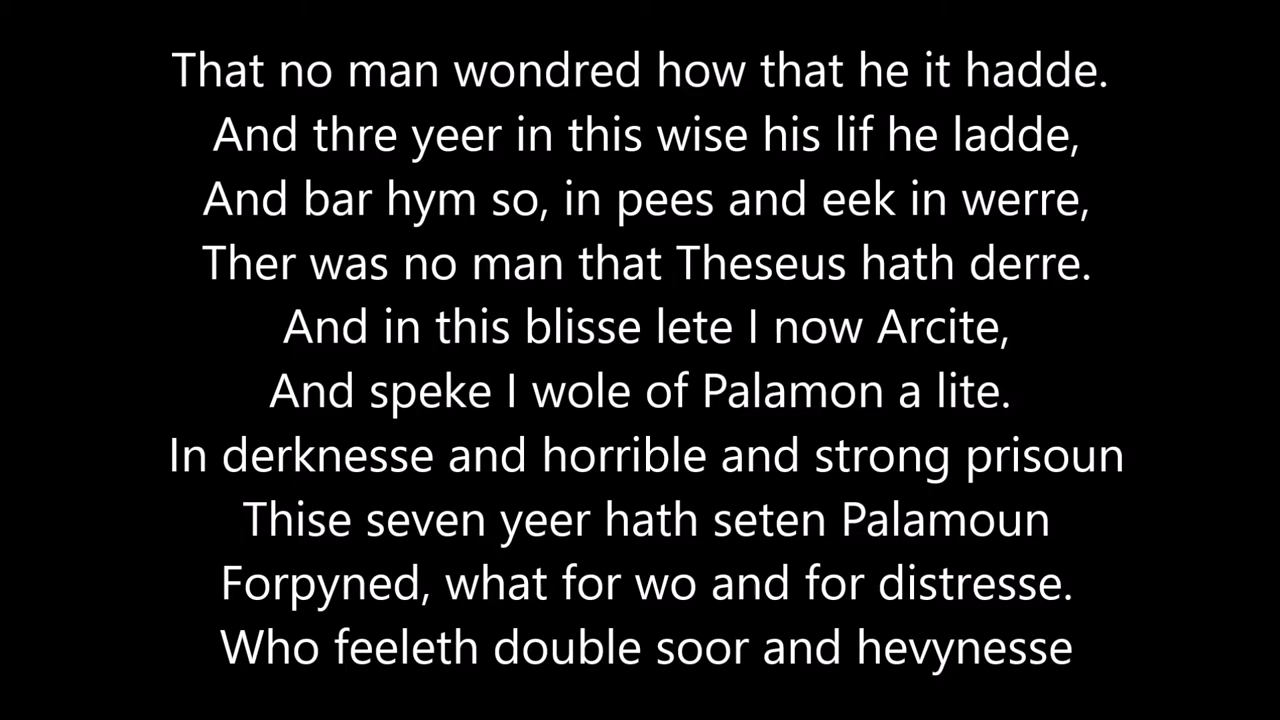 That no man wondred how that he it hadde.
And thre yeer in this wise his lif he ladde,
And bar hym so, in pees and eek in werre,
Ther was no man that Theseus hath derre.
And in this blisse lete I now Arcite,
And speke I wole of Palamon a lite.
In derknesse and horrible and strong prisoun
Thise seven yeer hath seten Palamoun
Forpyned, what for wo and for distresse.
Who feeleth double soor and hevynesse